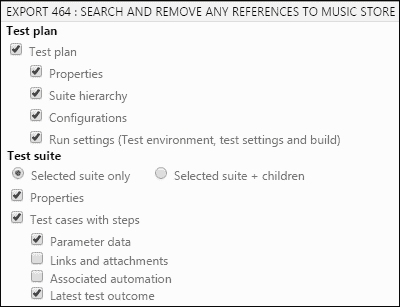 EXPORT 464 : SEARCH AND REMOVE ANY REFERENCES TO MUSIC STORE
Test plan
Test plan
Properties
Suite hierarchy
Configurations
Run settings (Test environment, test settings and build)
Test suite
Selected suite only Selected suite + children
Properties
Test cases with steps
Parameter data
Links and attachments
Associated automation
Latest test outcome